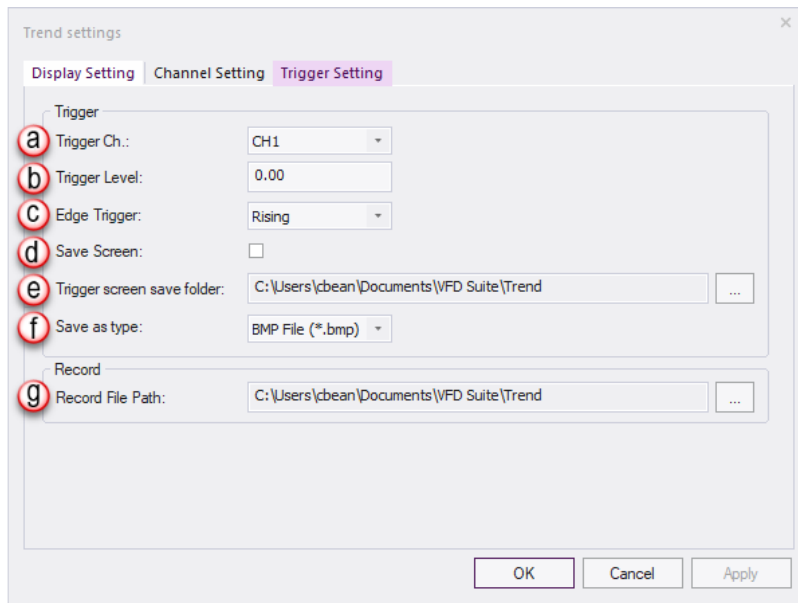 Trend settings
Display Setting Channel Setting Trigger Setting
Trigger
a Trigger Ch.: CH1
b Trigger Level: 0.00
c Edge Trigger: Rising
d Save Screen:
e Trigger screen save folder: C:\Users\cbean\Documents\VFD Suite\Trend ...
f Save as type: BMP File (*.bmp)
Record
g Record File Path: C:\Users\cbean\Documents\VFD Suite\Trend ...
OK Cancel Apply